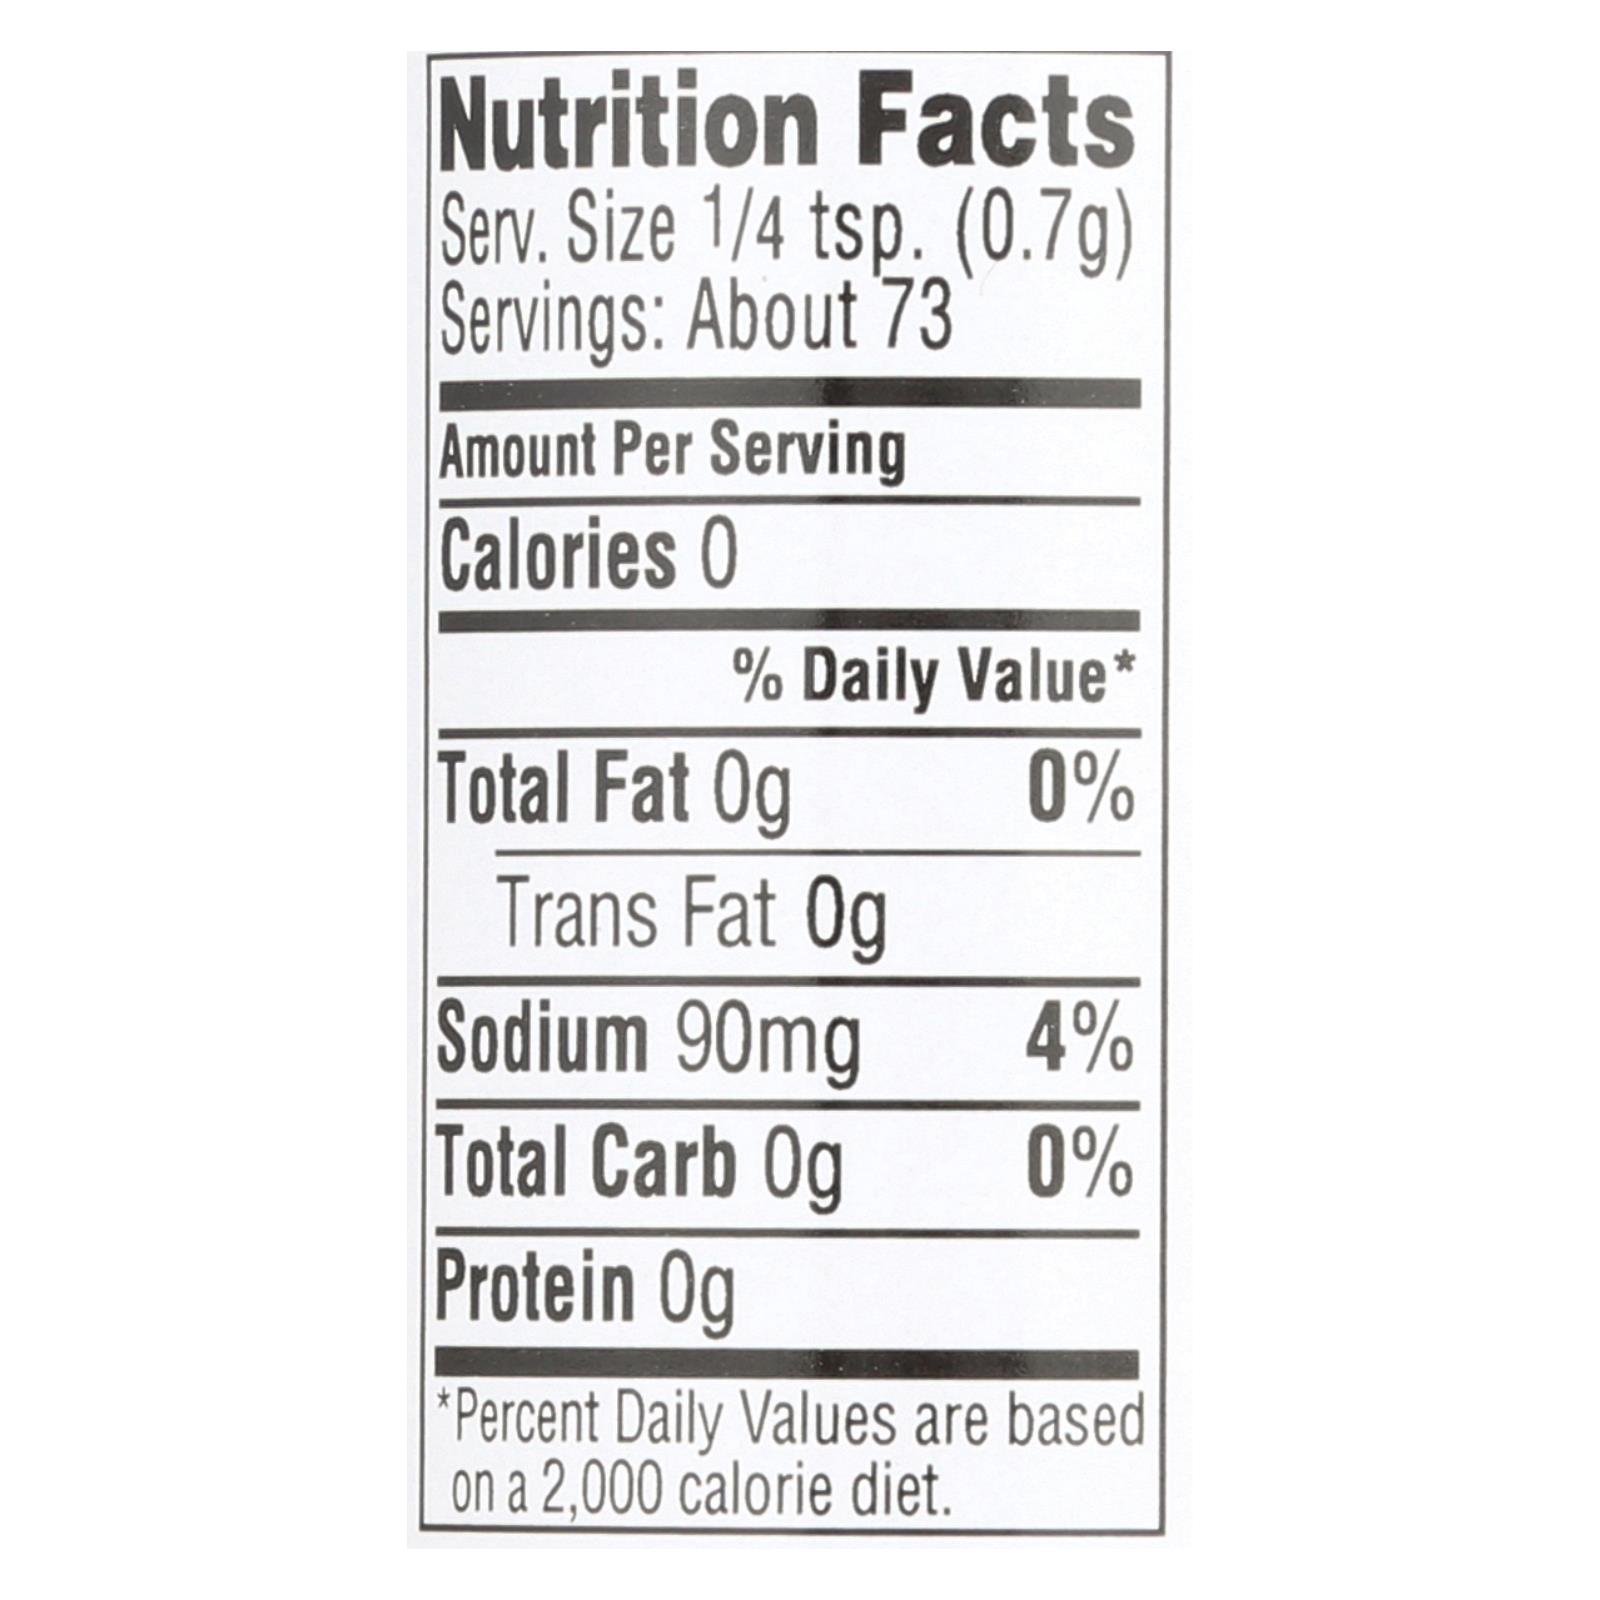 Nutrition Facts
Serv. Size 1/4 tsp. (0.7g)
Servings: About 73
Amount Per Serving
Calories 0
% Daily Value*
Total Fat 0g 0%
Trans Fat 0g
Sodium 90mg 4%
Total Carb 0g 0%
Protein 0g
*Percent Daily Values are based
on a 2,000 calorie diet.